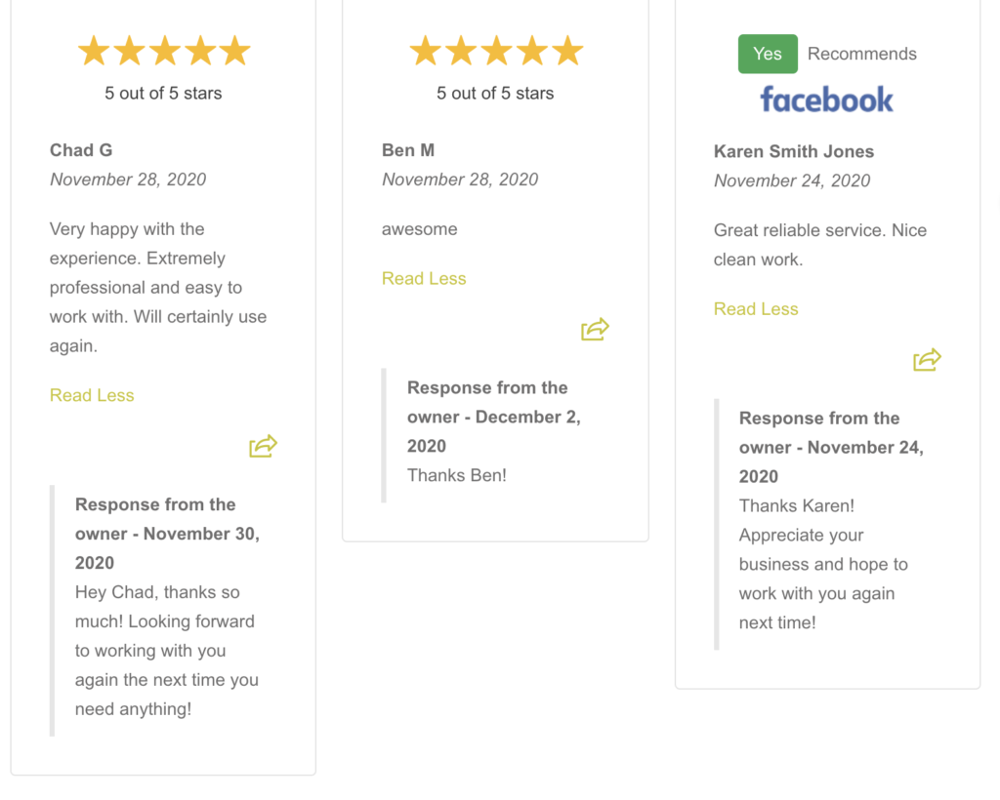 5 out of 5 stars
Chad G
November 28, 2020
Very happy with the
experience. Extremely
professional and easy to
work with. Will certainly use
again.
Read Less
Response from the
owner - November 30,
2020
Hey Chad, thanks so
much! Looking forward
to working with you
again the next time you
need anything!
5 out of 5 stars
Ben M
November 28, 2020
awesome
Read Less
Response from the
owner - December 2,
2020
Thanks Ben!
Yes Recommends
facebook
Karen Smith Jones
November 24, 2020
Great reliable service. Nice
clean work.
Read Less
Response from the
owner - November 24,
2020
Thanks Karen!
Appreciate your
business and hope to
work with you again
next time!